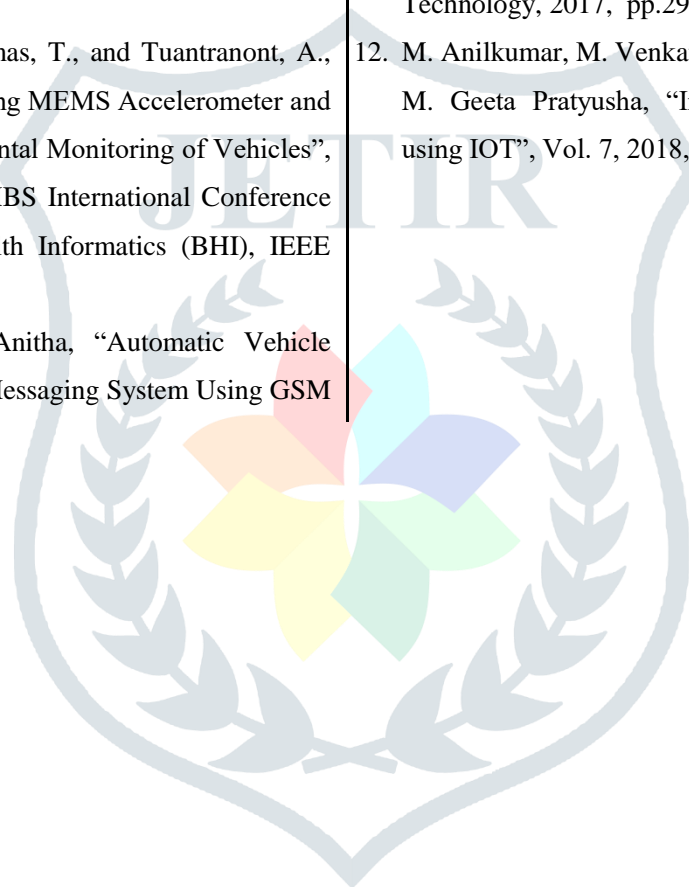 Technology, 2017, pp.29
nas, T., and Tuantranont, A.,
ng MEMS Accelerometer and
ntal Monitoring of Vehicles",
IBS International Conference
th Informatics (BHI), IEEE
Anitha, “Automatic Vehicle
Messaging System Using GSM
12. M. Anilkumar, M. Venka
M. Geeta Pratyusha, “I
using IOT”, Vol. 7, 2018,
JETIR